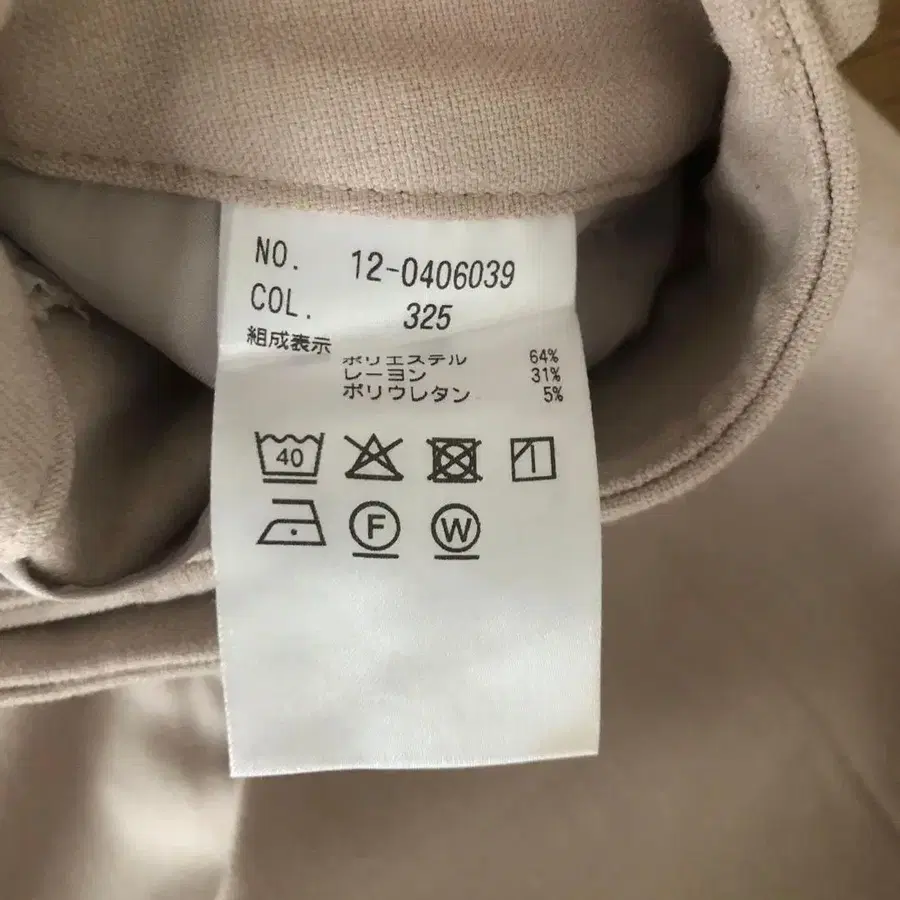 NO. 12-0406039
COL. 325
組成表示
ポリエステル 64%
レーヨン 31%
ポリウレタン 5%
40
F W